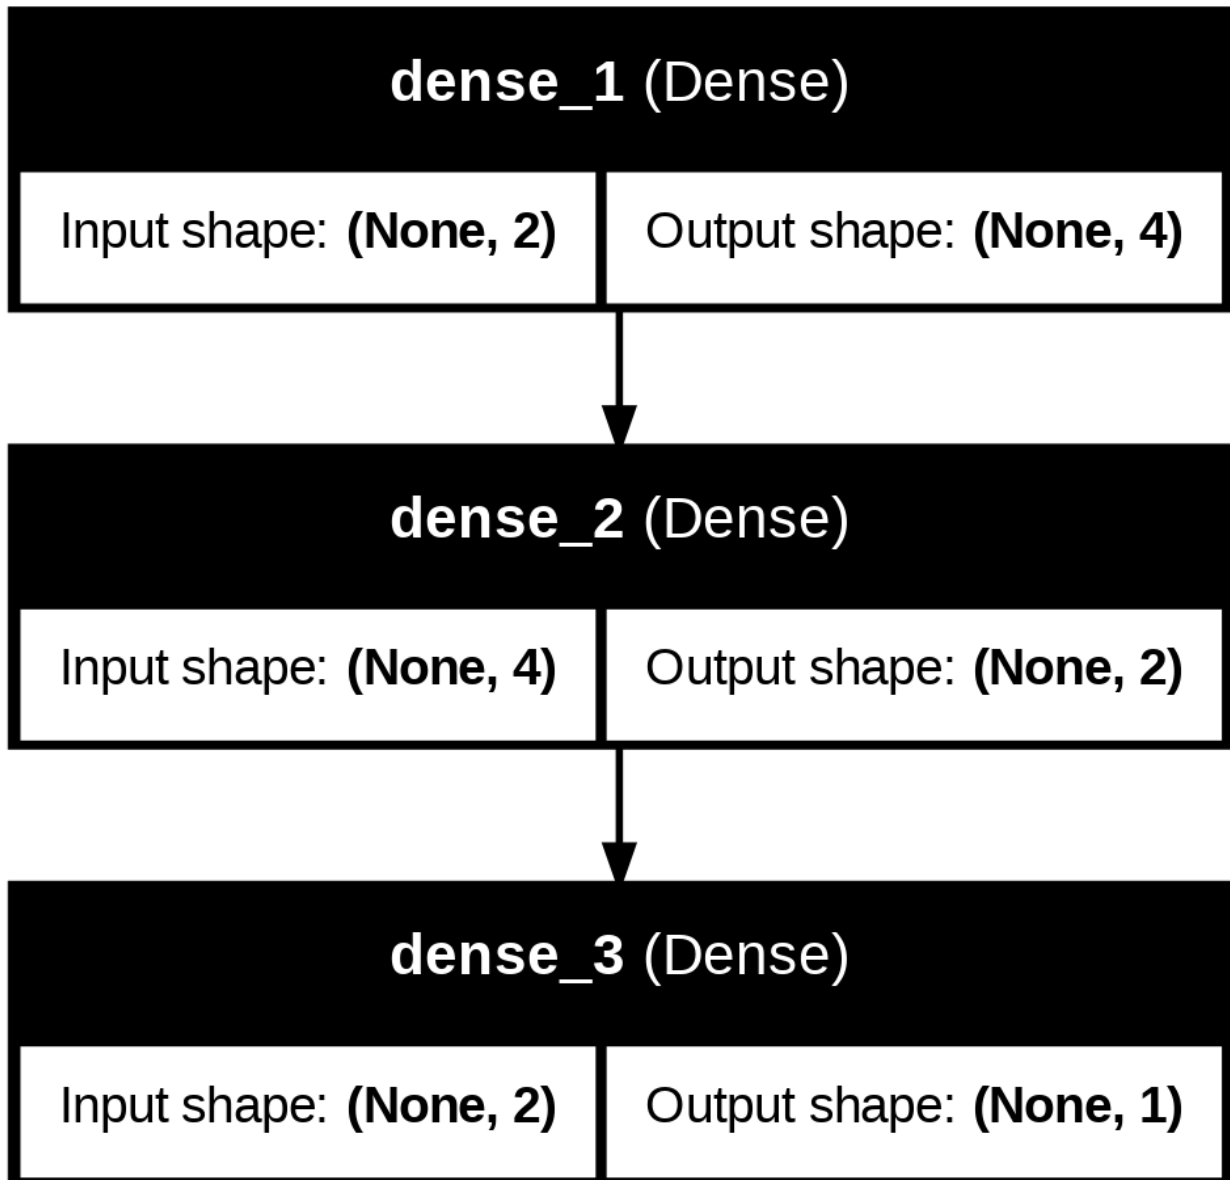 dense_1 (Dense)
Input shape: (None, 2) Output shape: (None, 4)
dense_2 (Dense)
Input shape: (None, 4) Output shape: (None, 2)
dense_3 (Dense)
Input shape: (None, 2) Output shape: (None, 1)